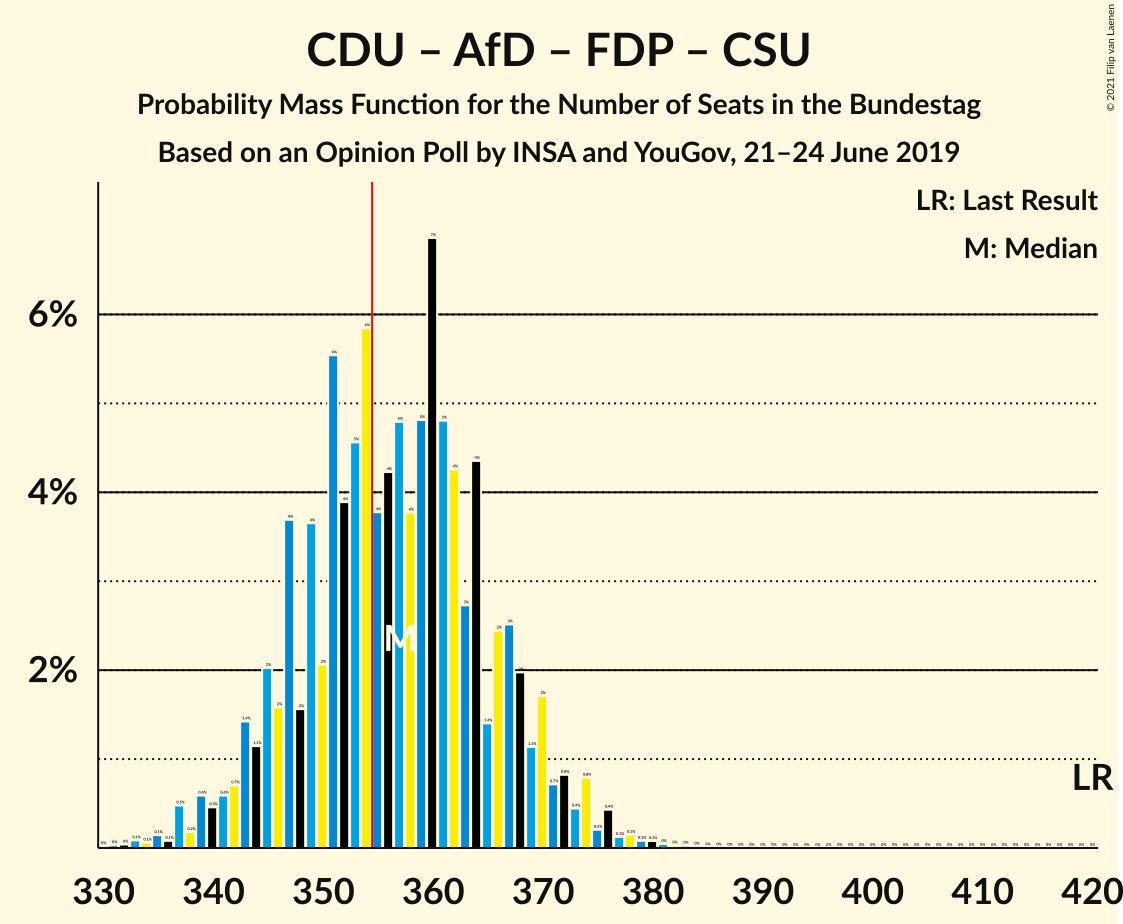 CDU – AfD – FDP – CSU
Probability Mass Function for the Number of Seats in the Bundestag
Based on an Opinion Poll by INSA and YouGov, 21–24 June 2019
© 2021 Filip van Laenen
LR: Last Result
M: Median
6%
4%
2%
M
LR
330 340 350 360 370 380 390 400 410 420